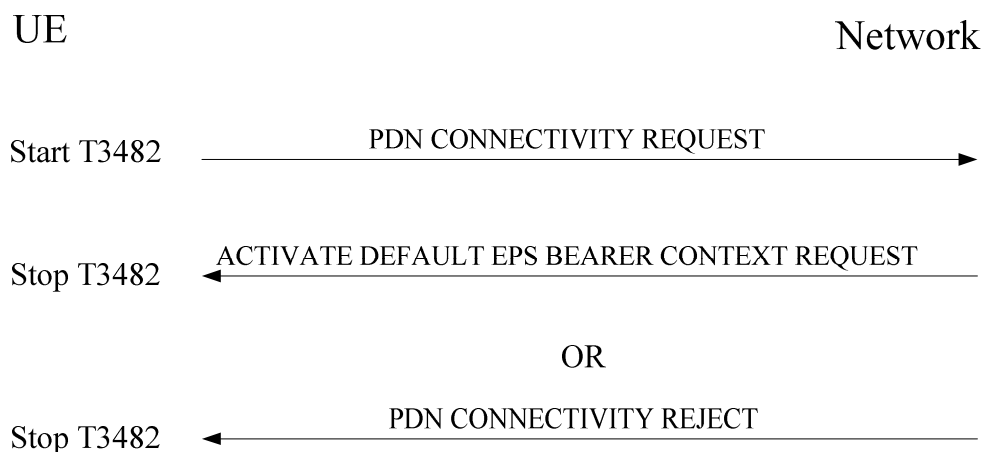 UE
Network
Start T3482
PDN CONNECTIVITY REQUEST
Stop T3482
ACTIVATE DEFAULT EPS BEARER CONTEXT REQUEST
OR
Stop T3482
PDN CONNECTIVITY REJECT